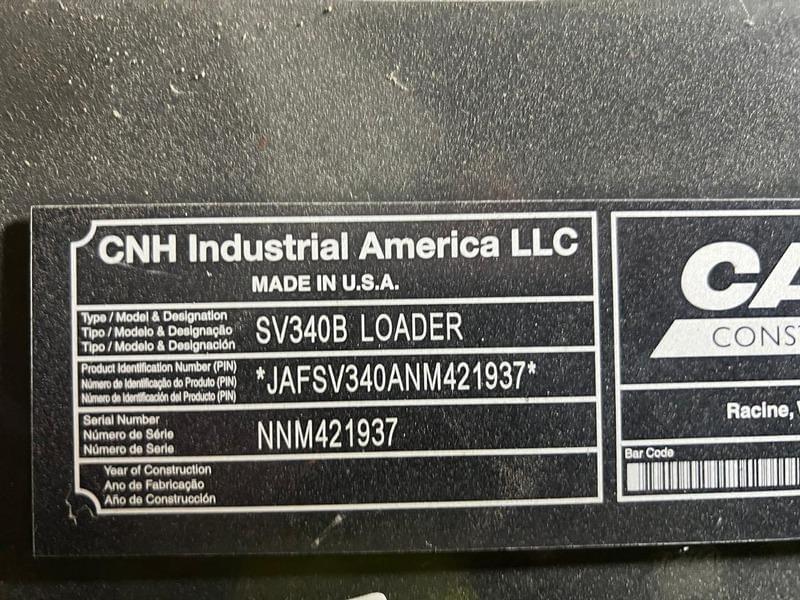 CNH Industrial America LLC
MADE IN U.S.A.
Type / Model & Designation
Tipo / Modelo & Designação
Tipo / Modelo & Designación
SV340B LOADER
Product Identification Number (PIN)
Número de Identificação do Produto (PIN)
Número de Identificación del Producto (PIN)
*JAFSV340ANM421937*
Serial Number
Número de Série
Número de Serie
NNM421937
Year of Construction
Ano de Fabricação
Año de Construcción
CA
CONS
Racine,
Bar Code